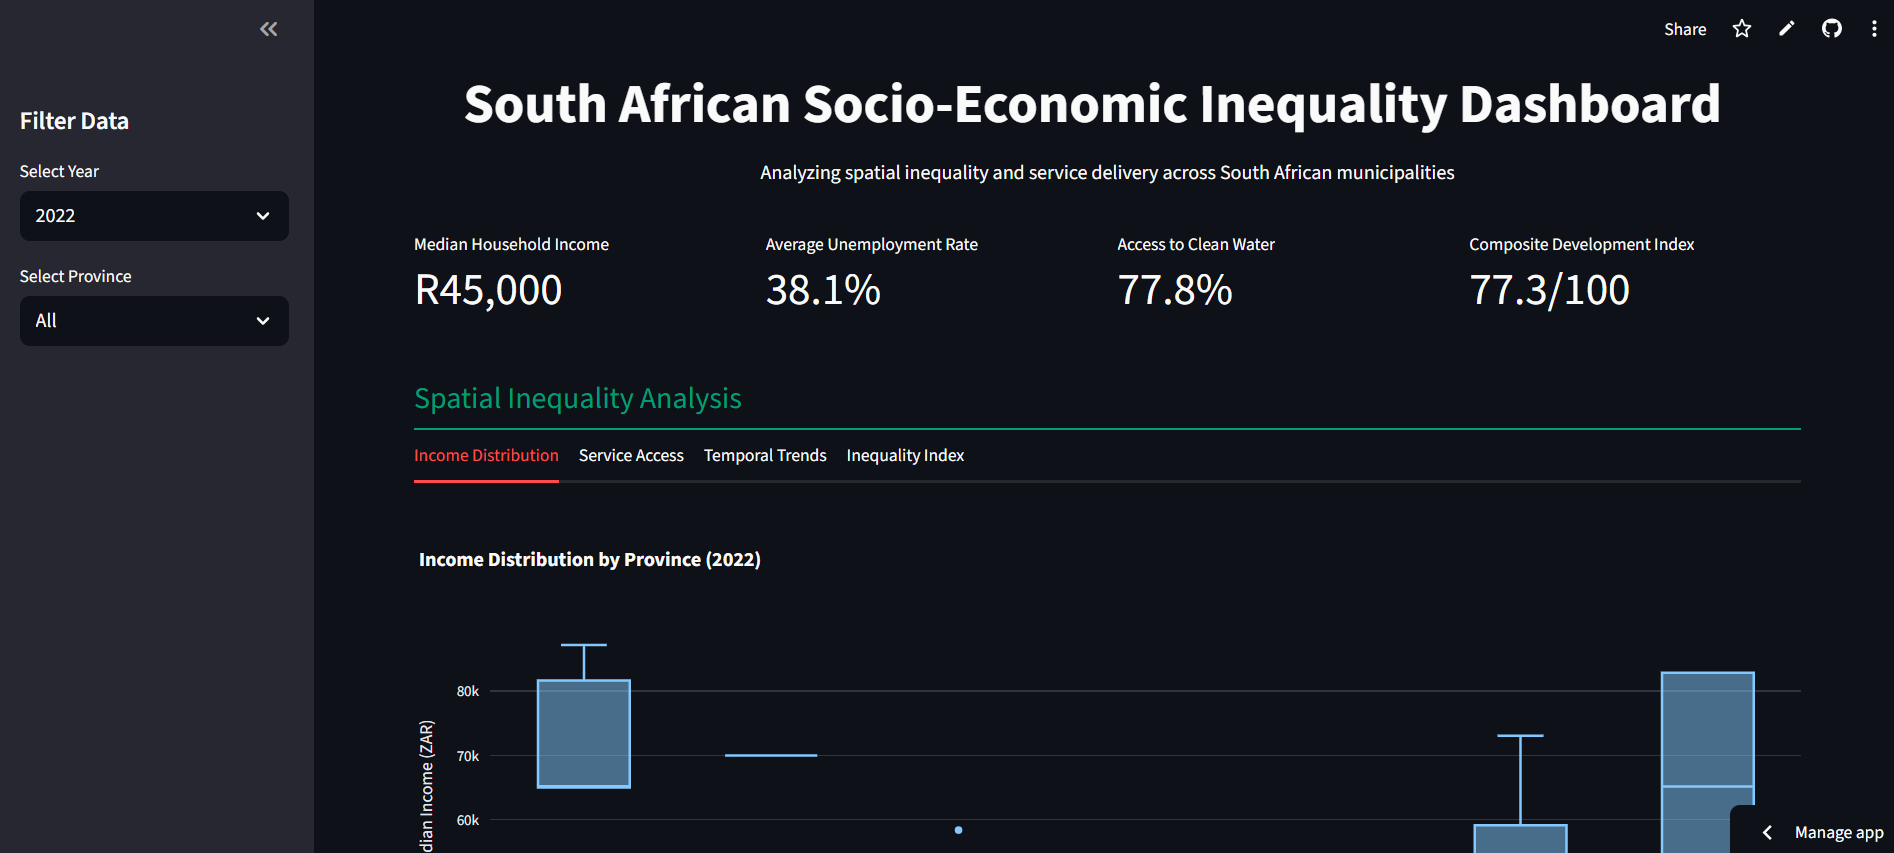 Share
Filter Data
Select Year
2022
Select Province
All
South African Socio-Economic Inequality Dashboard
Analyzing spatial inequality and service delivery across South African municipalities
Median Household Income
R45,000
Average Unemployment Rate
38.1%
Access to Clean Water
77.8%
Composite Development Index
77.3/100
Spatial Inequality Analysis
Income Distribution Service Access Temporal Trends Inequality Index
Income Distribution by Province (2022)
80k
70k
60k
dian Income (ZAR)
Manage app